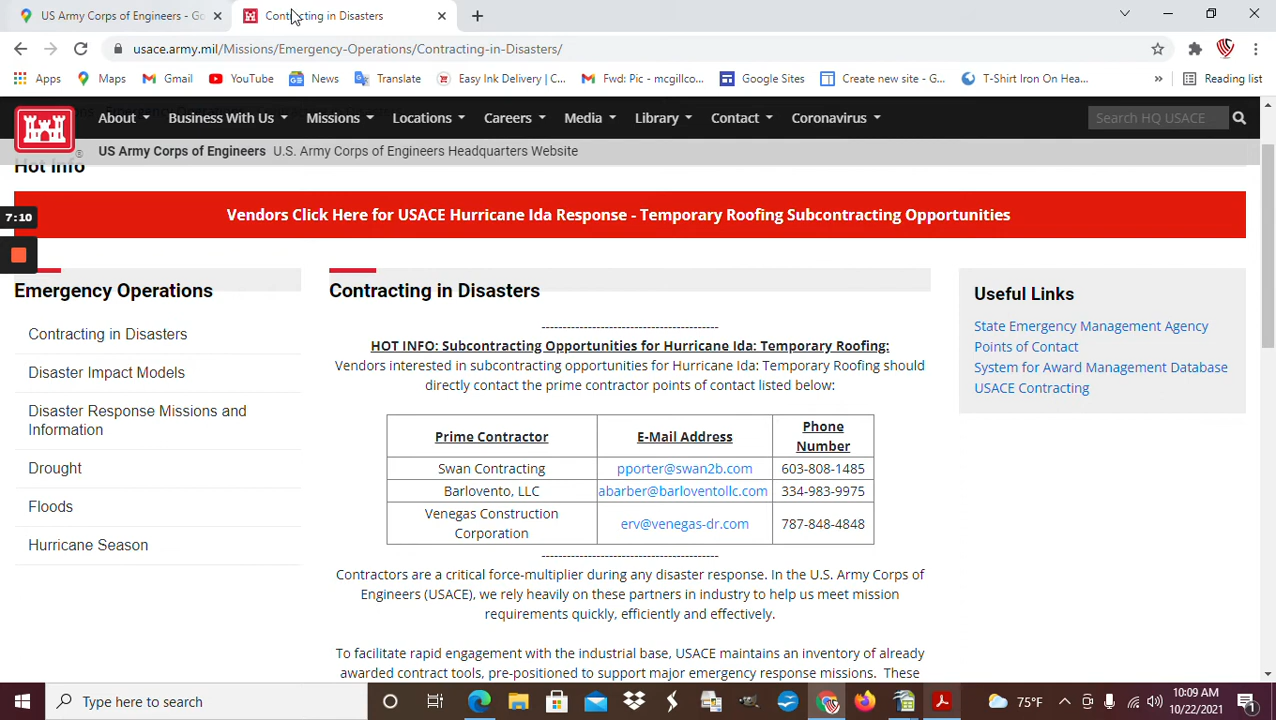 US Army Corps of Engineers - Go
Contracting in Disasters
usace.army.mil/Missions/Emergency-Operations/Contracting-in-Disasters/
Apps
Maps
Gmail
YouTube
News
Translate
Easy Ink Delivery | C...
Fwd: Pic - mcgillco...
Google Sites
Create new site - G...
T-Shirt Iron On Hea...
»
Reading list
About
Business With Us
Missions
Locations
Careers
Media
Library
Contact
Coronavirus
Search HQ USACE
US Army Corps of Engineers U.S. Army Corps of Engineers Headquarters Website
Hot Info
Vendors Click Here for USACE Hurricane Ida Response - Temporary Roofing Subcontracting Opportunities
7:10
Emergency Operations
Contracting in Disasters
Disaster Impact Models
Disaster Response Missions and
Information
Drought
Floods
Hurricane Season
Contracting in Disasters
------------------------------------------
HOT INFO: Subcontracting Opportunities for Hurricane Ida: Temporary Roofing:
Vendors interested in subcontracting opportunities for Hurricane Ida: Temporary Roofing should
directly contact the prime contractor points of contact listed below:
Prime Contractor E-Mail Address Phone
Number
Swan Contracting pporter@swan2b.com 603-808-1485
Barlovento, LLC abarber@barloventollc.com 334-983-9975
Venegas Construction
Corporation erv@venegas-dr.com 787-848-4848
------------------------------------------
Contractors are a critical force-multiplier during any disaster response. In the U.S. Army Corps of
Engineers (USACE), we rely heavily on these partners in industry to help us meet mission
requirements quickly, efficiently and effectively.
To facilitate rapid engagement with the industrial base, USACE maintains an inventory of already
awarded contract tools, pre-positioned to support major emergency response missions. These
Useful Links
State Emergency Management Agency
Points of Contact
System for Award Management Database
USACE Contracting
Type here to search
75°F
10:09 AM
10/22/2021
1